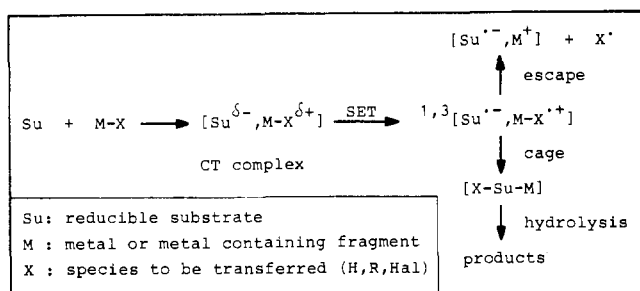 [Su•−,M+] + X•
escape
Su + M-X → [Suδ−,M-Xδ+] SET → 1,3[Su•−,M-X•+]
CT complex
cage
[X-Su-M]
hydrolysis
products
Su: reducible substrate
M : metal or metal containing fragment
X : species to be transferred (H,R,Hal)